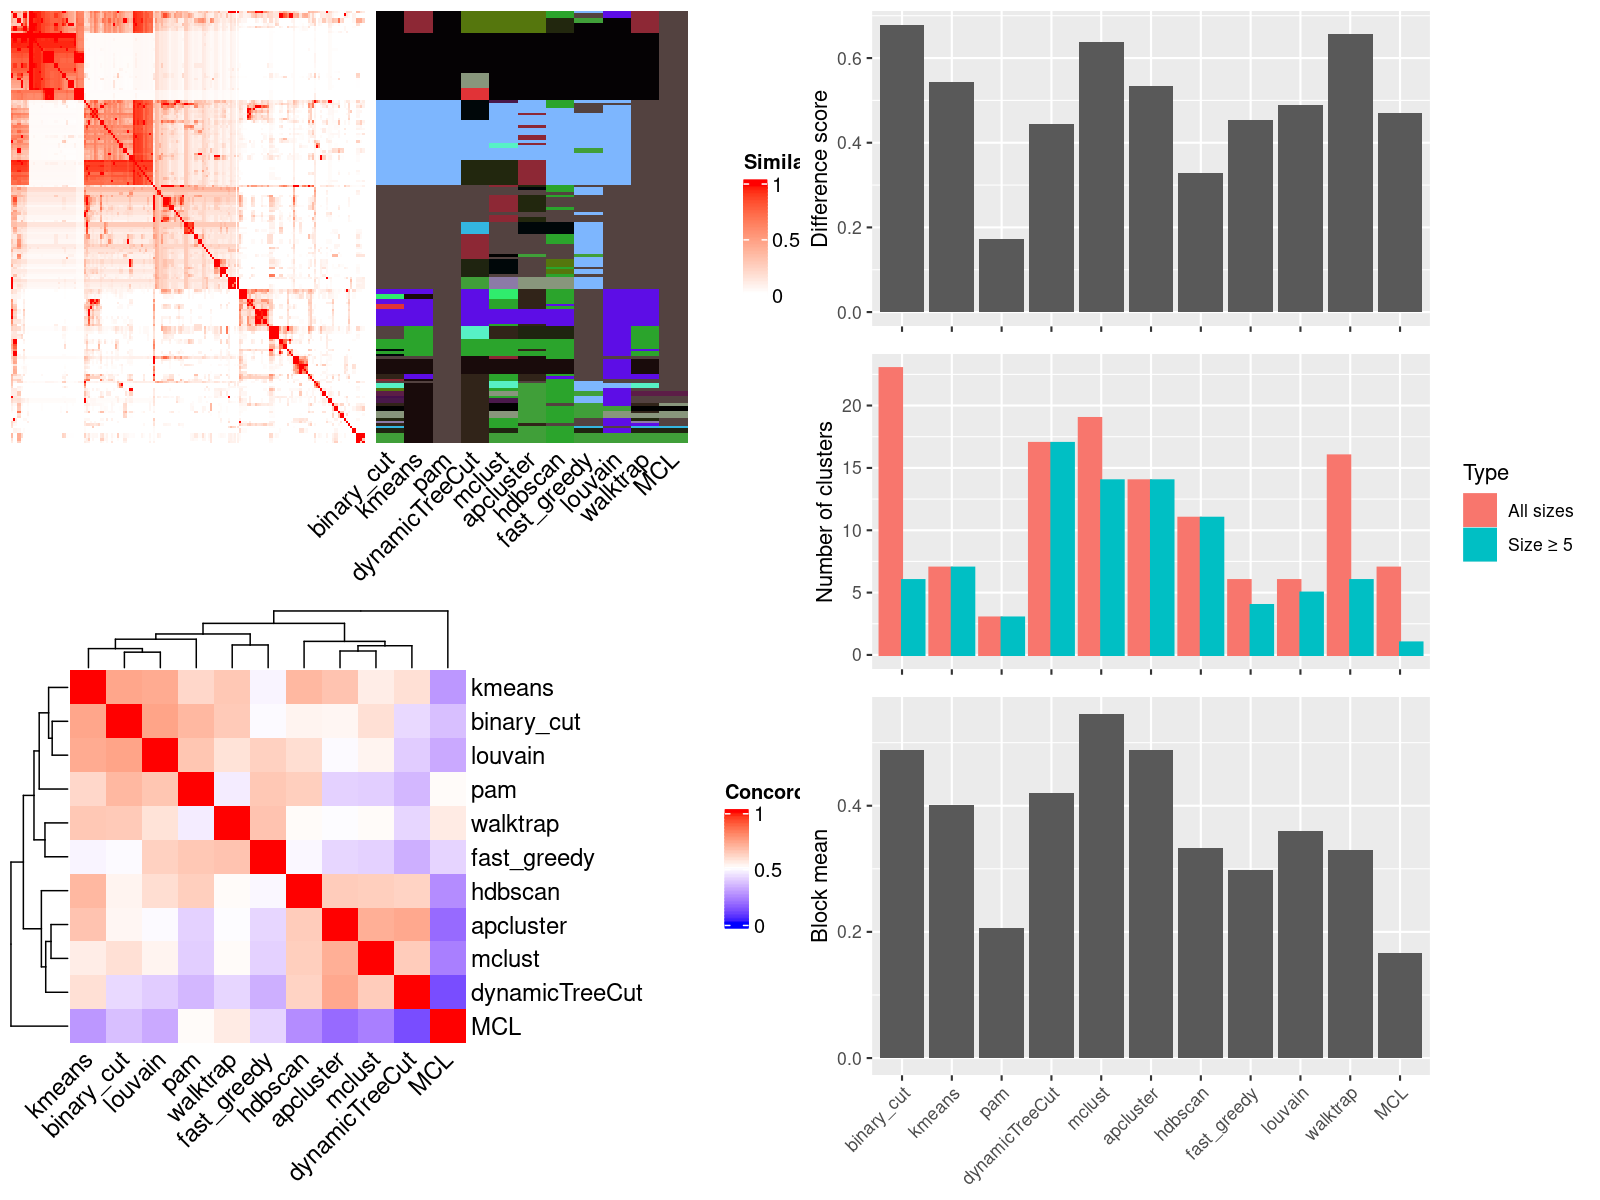 Simila
1
0.5
0
binary_cut
kmeans
pam
dynamicTreeCut
mclust
apcluster
hdbscan
fast_greedy
louvain
walktrap
MCL
kmeans
binary_cut
louvain
pam
walktrap
fast_greedy
hdbscan
apcluster
mclust
dynamicTreeCut
MCL
kmeans
binary_cut
louvain
pam
walktrap
fast_greedy
hdbscan
apcluster
mclust
dynamicTreeCut
MCL
Concord
1
0.5
0
Difference score
0.6
0.4
0.2
0.0
Number of clusters
20
15
10
5
0
Type
All sizes
Size ≥ 5
Block mean
0.4
0.2
0.0
binary_cut
kmeans
pam
dynamicTreeCut
mclust
apcluster
hdbscan
fast_greedy
louvain
walktrap
MCL